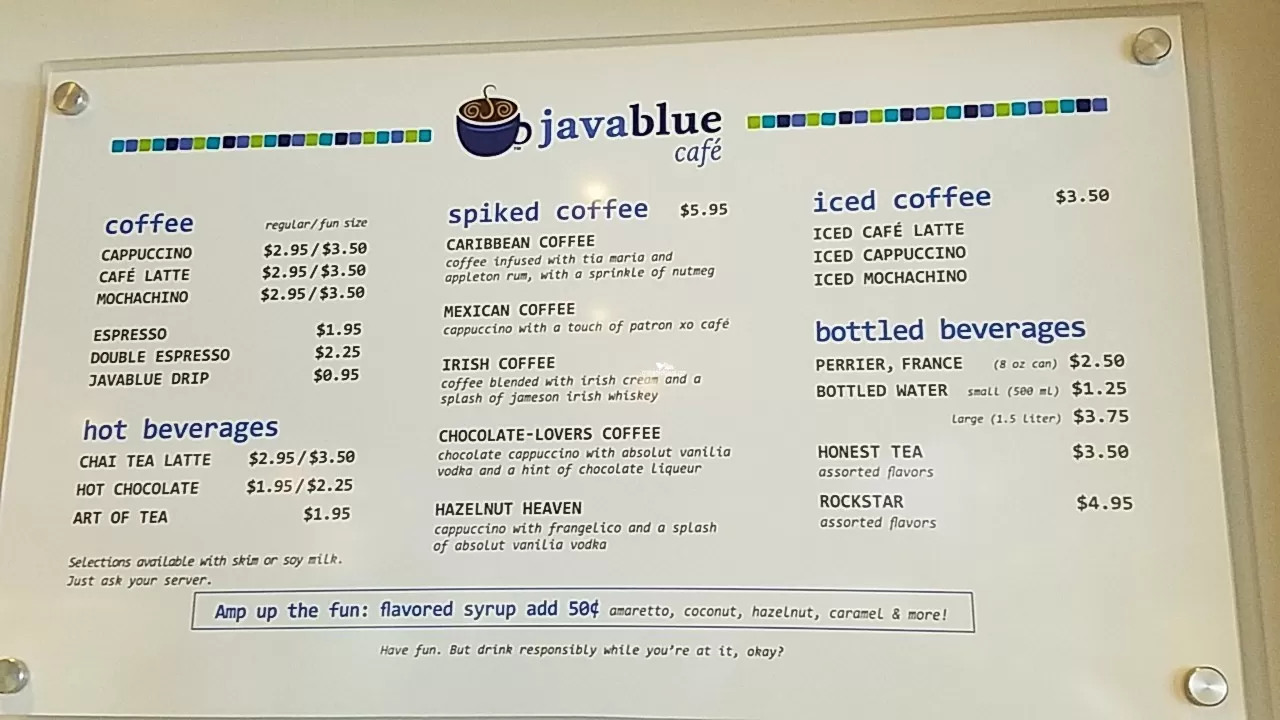 javablue
café
coffee regular/fun size
CAPPUCCINO $2.95/$3.50
CAFÉ LATTE $2.95/$3.50
MOCHACHINO $2.95/$3.50
ESPRESSO $1.95
DOUBLE ESPRESSO $2.25
JAVABLUE DRIP $0.95
hot beverages
CHAI TEA LATTE $2.95/$3.50
HOT CHOCOLATE $1.95/$2.25
ART OF TEA $1.95
Selections available with skim or soy milk.
Just ask your server.
spiked coffee $5.95
CARIBBEAN COFFEE
coffee infused with tia maria and
appleton rum, with a sprinkle of nutmeg
MEXICAN COFFEE
cappuccino with a touch of patron xo café
IRISH COFFEE
coffee blended with irish cream and a
splash of jameson irish whiskey
CHOCOLATE-LOVERS COFFEE
chocolate cappuccino with absolut vanilia
vodka and a hint of chocolate liqueur
HAZELNUT HEAVEN
cappuccino with frangelico and a splash
of absolut vanilia vodka
iced coffee $3.50
ICED CAFÉ LATTE
ICED CAPPUCCINO
ICED MOCHACHINO
bottled beverages
PERRIER, FRANCE (8 oz can) $2.50
BOTTLED WATER small (500 mL) $1.25
large (1.5 liter) $3.75
HONEST TEA $3.50
assorted flavors
ROCKSTAR $4.95
assorted flavors
Amp up the fun: flavored syrup add 50¢ amaretto, coconut, hazelnut, caramel & more!
Have fun. But drink responsibly while you're at it, okay?